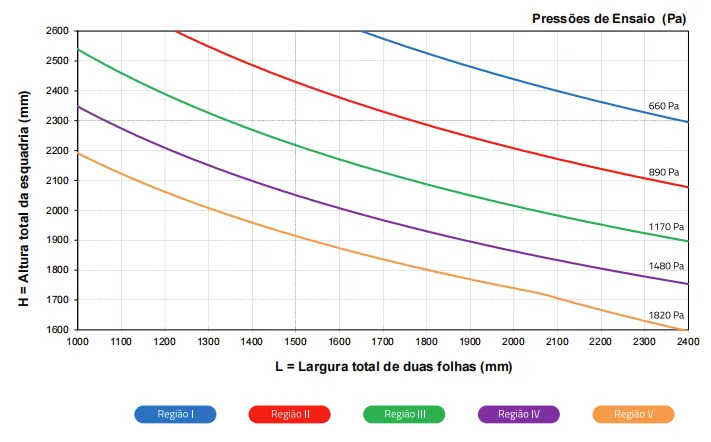 Pressões de Ensaio (Pa)
H = Altura total da esquadria (mm)
2600
2500
2400
2300
2200
2100
2000
1900
1800
1700
1600
660 Pa
890 Pa
1170 Pa
1480 Pa
1820 Pa
1000 1100 1200 1300 1400 1500 1600 1700 1800 1900 2000 2100 2200 2300 2400
L = Largura total de duas folhas (mm)
Região I Região II Região III Região IV Região V